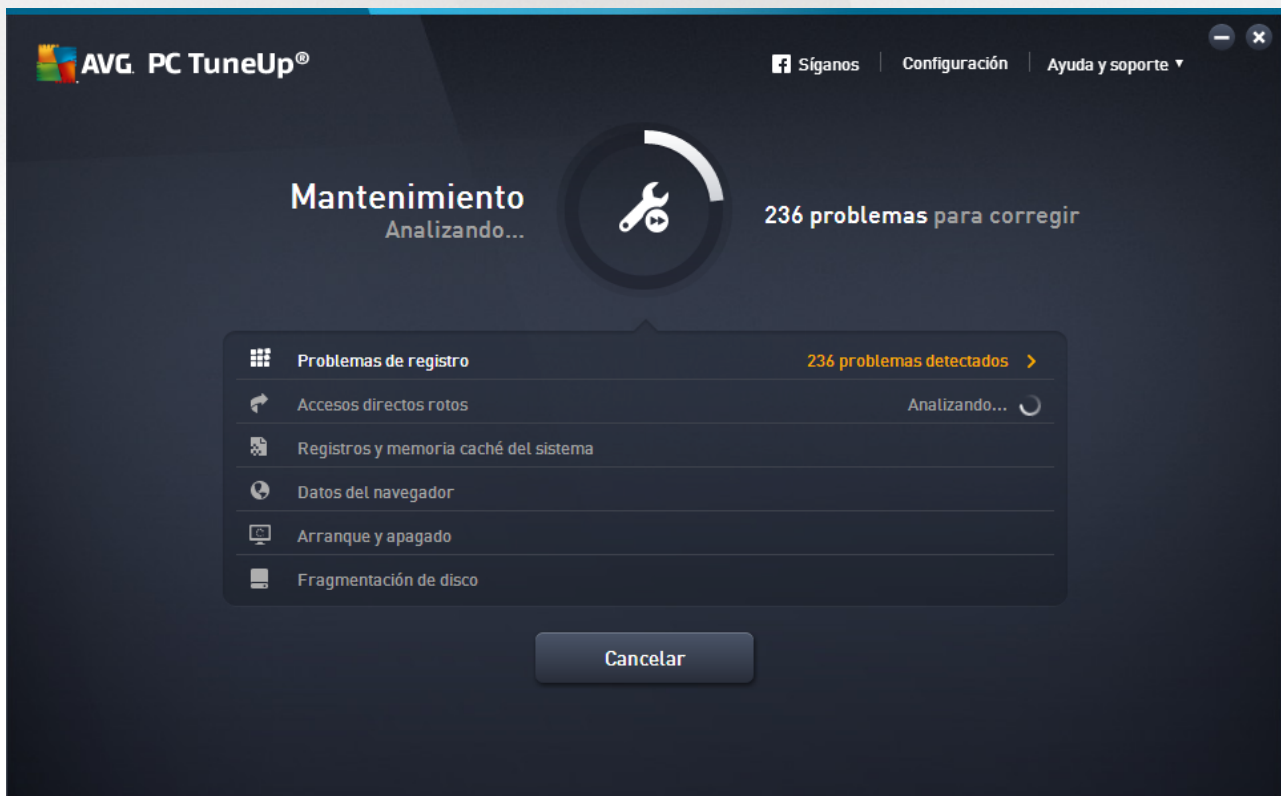 AVG. PC TuneUp®
Síganos
Configuración
Ayuda y soporte ▼
Mantenimiento
Analizando...
236 problemas para corregir
Problemas de registro 236 problemas detectados >
Accesos directos rotos Analizando...
Registros y memoria caché del sistema
Datos del navegador
Arranque y apagado
Fragmentación de disco
Cancelar